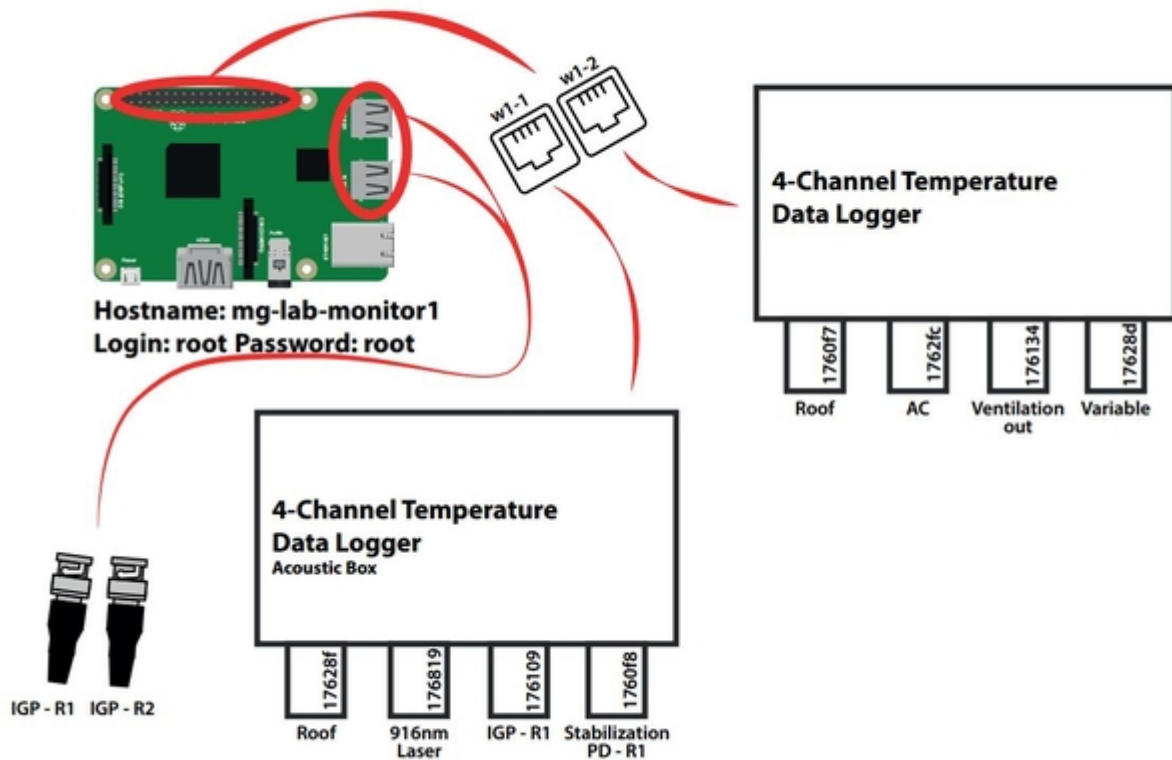 w1-1
w1-2
Hostname: mg-lab-monitor1
Login: root Password: root
4-Channel Temperature
Data Logger
1760f7
1762fc
176134
17628d
Roof
AC
Ventilation
out
Variable
4-Channel Temperature
Data Logger
Acoustic Box
17628f
176819
176109
1760f8
Roof
916nm
Laser
IGP - R1
Stabilization
PD - R1
IGP - R1
IGP - R2